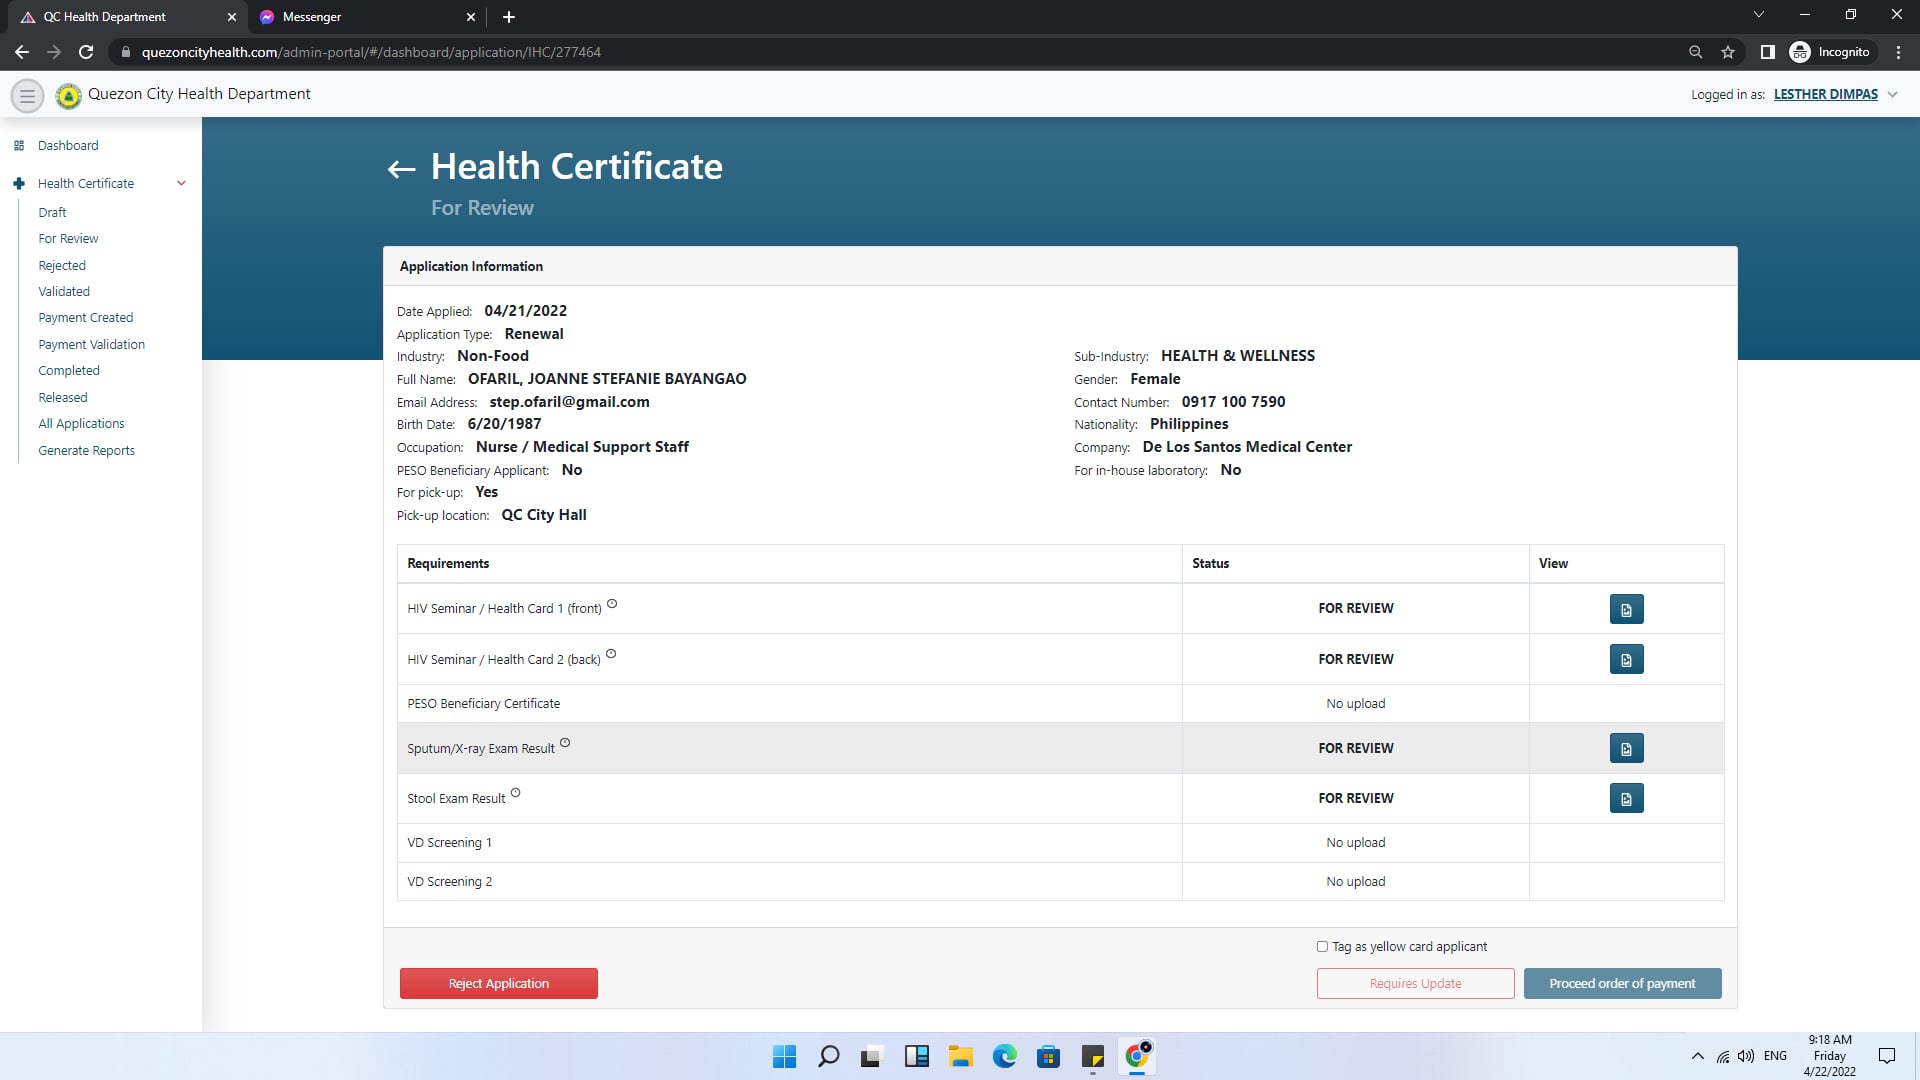 QC Health Department
Messenger
quezoncityhealth.com/admin-portal/#/dashboard/application/IHC/277464
Incognito
Quezon City Health Department
Logged in as: LESTHER DIMPAS
Dashboard
Health Certificate
Draft
For Review
Rejected
Validated
Payment Created
Payment Validation
Completed
Released
All Applications
Generate Reports
Health Certificate
For Review
Application Information
Date Applied: 04/21/2022
Application Type: Renewal
Industry: Non-Food
Sub-Industry: HEALTH & WELLNESS
Full Name: OFARIL, JOANNE STEFANIE BAYANGAO
Gender: Female
Email Address: step.ofaril@gmail.com
Contact Number: 0917 100 7590
Birth Date: 6/20/1987
Nationality: Philippines
Occupation: Nurse / Medical Support Staff
Company: De Los Santos Medical Center
PESO Beneficiary Applicant: No
For in-house laboratory: No
For pick-up: Yes
Pick-up location: QC City Hall
Requirements Status View
HIV Seminar / Health Card 1 (front) FOR REVIEW
HIV Seminar / Health Card 2 (back) FOR REVIEW
PESO Beneficiary Certificate No upload
Sputum/X-ray Exam Result FOR REVIEW
Stool Exam Result FOR REVIEW
VD Screening 1 No upload
VD Screening 2 No upload
Tag as yellow card applicant
Reject Application Requires Update Proceed order of payment
ENG
9:18 AM
Friday
4/22/2022